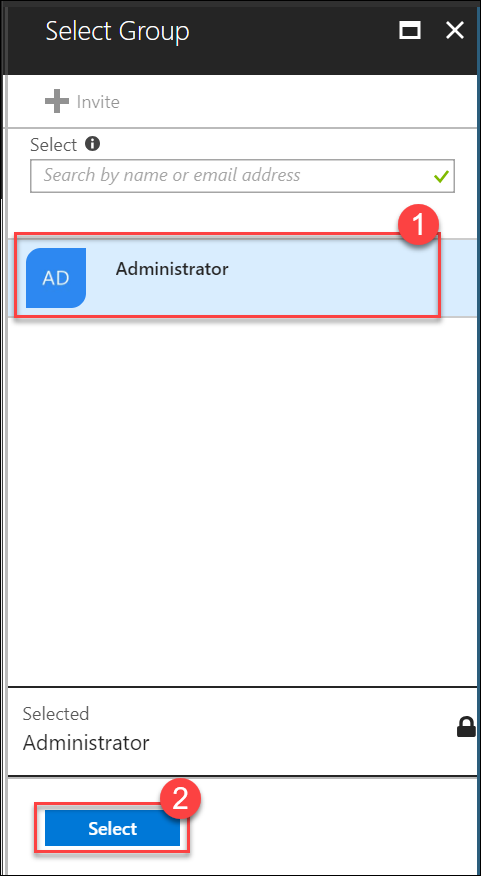 Select Group
Invite
Select
Search by name or email address
1
AD
Administrator
Selected
Administrator
2
Select